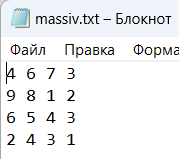 massiv.txt – Блокнот
Файл Правка Форма
4 6 7 3
9 8 1 2
6 5 4 3
2 4 3 1